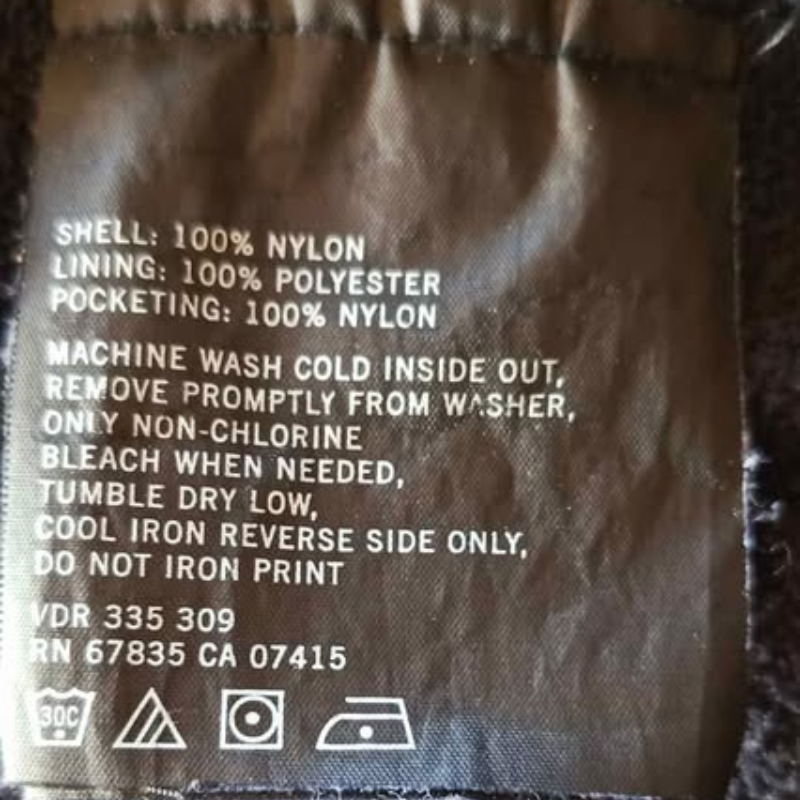 SHELL: 100% NYLON
LINING: 100% POLYESTER
POCKETING: 100% NYLON
MACHINE WASH COLD INSIDE OUT,
REMOVE PROMPTLY FROM WASHER,
ONLY NON-CHLORINE
BLEACH WHEN NEEDED,
TUMBLE DRY LOW,
COOL IRON REVERSE SIDE ONLY,
DO NOT IRON PRINT
VDR 335 309
RN 67835 CA 07415
30C